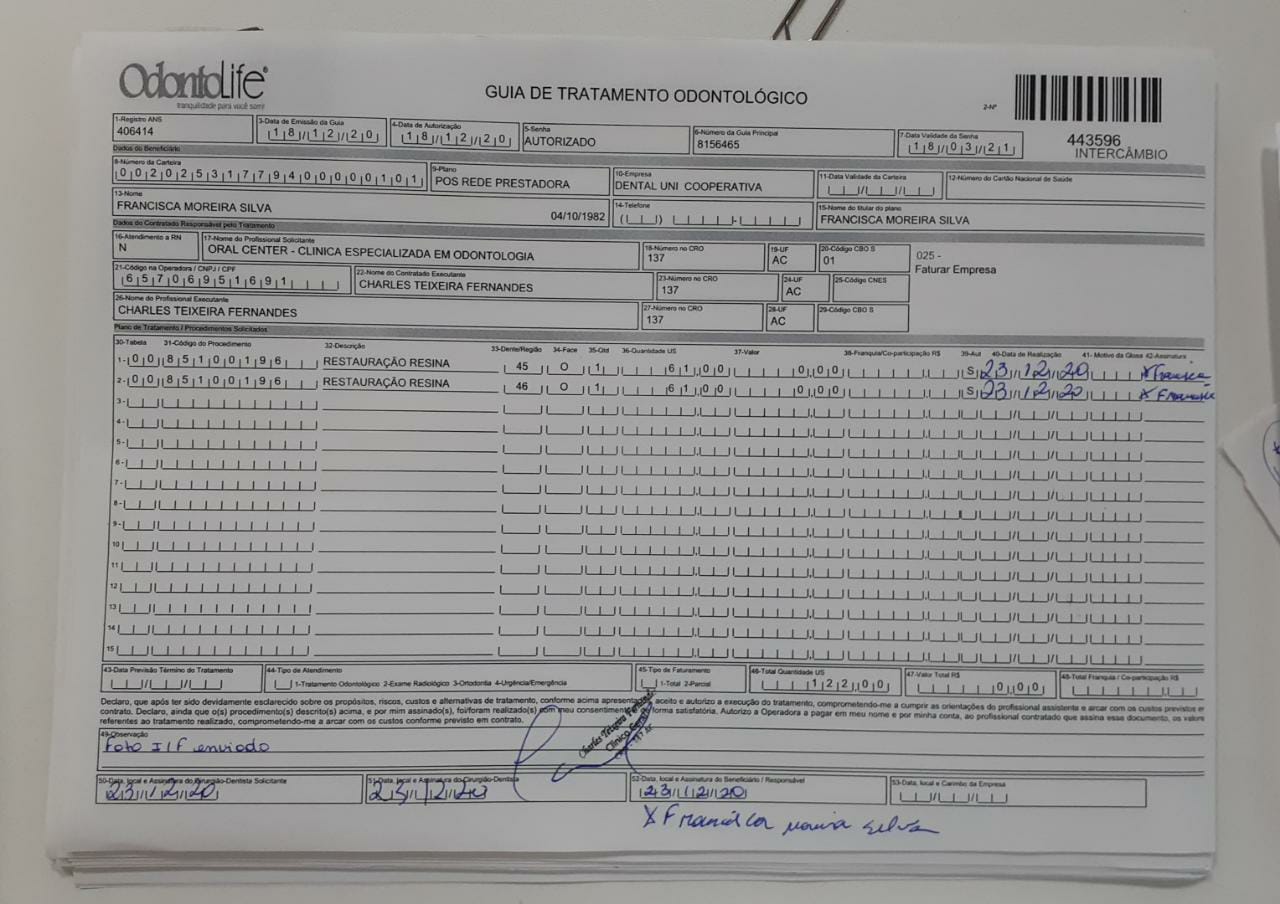 OdontoLife®
tranquilidade para você sorrir
GUIA DE TRATAMENTO ODONTOLÓGICO
2-Nº
443596
INTERCÂMBIO
1-Registro ANS
406414
3-Data de Emissão da Guia
18/12/20
4-Data de Autorização
18/12/20
5-Senha
AUTORIZADO
6-Número da Guia Principal
8156465
7-Data Validade da Senha
18/03/21
Dados do Beneficiário
8-Número da Carteira
00202531779400000101
9-Plano
POS REDE PRESTADORA
10-Empresa
DENTAL UNI COOPERATIVA
11-Data Validade da Carteira
12-Número do Cartão Nacional de Saúde
13-Nome
FRANCISCA MOREIRA SILVA 04/10/1982
14-Telefone
15-Nome do titular do plano
FRANCISCA MOREIRA SILVA
Dados do Contratado Responsável pelo Tratamento
16-Atendimento a RN
N
17-Nome do Profissional Solicitante
ORAL CENTER - CLINICA ESPECIALIZADA EM ODONTOLOGIA
18-Número no CRO
137
19-UF
AC
20-Código CBO S
01
025 -
Faturar Empresa
21-Código na Operadora / CNPJ / CPF
65706951691
22-Nome do Contratado Executante
CHARLES TEIXEIRA FERNANDES
23-Número no CRO
137
24-UF
AC
25-Código CNES
26-Nome do Profissional Executante
CHARLES TEIXEIRA FERNANDES
27-Número no CRO
137
28-UF
AC
29-Código CBO S
Plano de Tratamento / Procedimentos Solicitados
30-Tabela 31-Código do Procedimento 32-Descrição 33-Dente/Região 34-Face 35-Qtd 36-Quantidade US 37-Valor 38-Franquia/Co-participação R$ 39-Aut 40-Data de Realização 41- Motivo da Glosa 42-Assinatura
1- 00 85100196 RESTAURAÇÃO RESINA 45 O 1 61,00 0,00 S 23/12/20
2- 00 85100196 RESTAURAÇÃO RESINA 46 O 1 61,00 0,00 S 23/12/20
3-
4-
5-
6-
7-
8-
9-
10
11
12
13
14
15
43-Data Previsão Término do Tratamento
44-Tipo de Atendimento
1-Tratamento Odontológico 2-Exame Radiológico 3-Ortodontia 4-Urgência/Emergência
45-Tipo de Faturamento
1-Total 2-Parcial
46-Total Quantidade US
122,00
47-Valor Total R$
0,00
48-Total Franquia / Co-participação R$
Declaro, que após ter sido devidamente esclarecido sobre os propósitos, riscos, custos e alternativas de tratamento, conforme acima apresentados, aceito e autorizo a execução do tratamento, comprometendo-me a cumprir as orientações do profissional assistente e arcar com os custos previstos em
contrato. Declaro, ainda que o(s) procedimento(s) descrito(s) acima, e por mim assinado(s), foi/foram realizado(s) com meu consentimento forma satisfatória. Autorizo a Operadora a pagar em meu nome e por minha conta, ao profissional contratado que assina esse documento, os valores
referentes ao tratamento realizado, comprometendo-me a arcar com os custos conforme previsto em contrato.
Charles Teixeira Fernandes
Clínico Geral
49-Observação
Foto I/F enviado
50-Data, local e Assinatura do Cirurgião-Dentista Solicitante
23/12/20
51-Data, local e Assinatura do Cirurgião-Dentista
23/12/20
52-Data, local e Assinatura do Beneficiário / Responsável
23/12/20
53-Data, local e Carimbo da Empresa